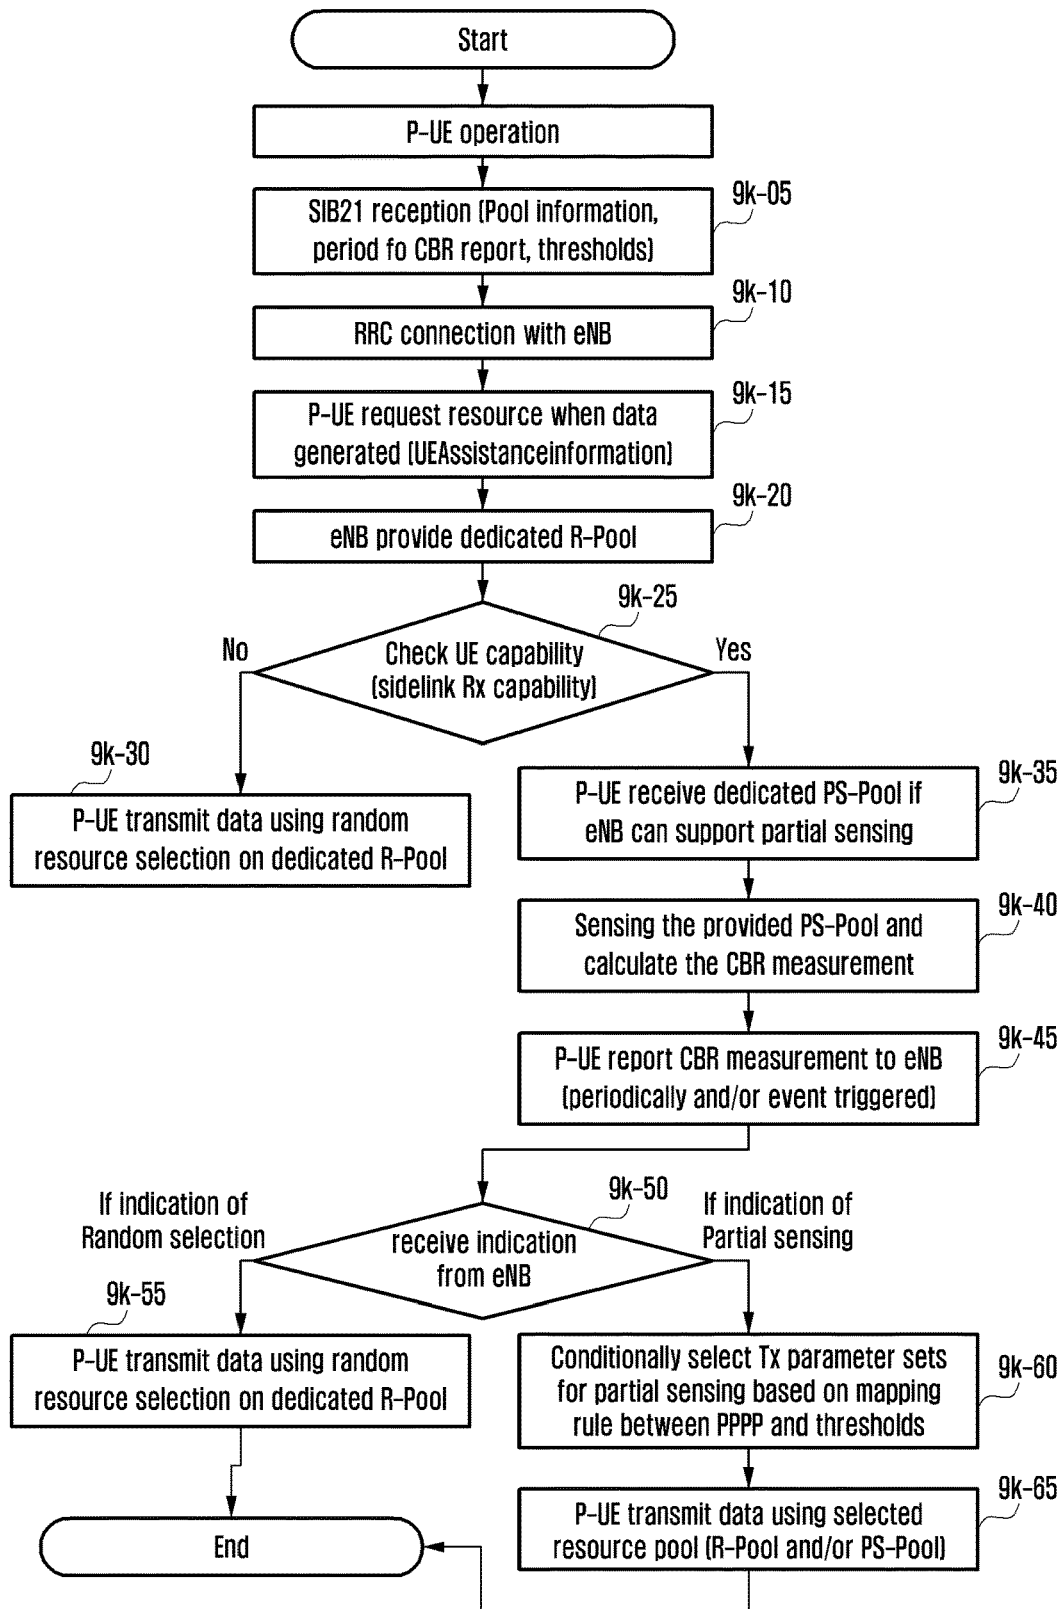 Start
P-UE operation
9k-05
SIB21 reception (Pool information,
period fo CBR report, thresholds)
9k-10
RRC connection with eNB
9k-15
P-UE request resource when data
generated (UEAssistanceinformation)
9k-20
eNB provide dedicated R-Pool
9k-25
No
Check UE capability
(sidelink Rx capability)
Yes
9k-30
P-UE transmit data using random
resource selection on dedicated R-Pool
9k-35
P-UE receive dedicated PS-Pool if
eNB can support partial sensing
9k-40
Sensing the provided PS-Pool and
calculate the CBR measurement
9k-45
P-UE report CBR measurement to eNB
(periodically and/or event triggered)
9k-50
If indication of
Random selection
receive indication
from eNB
If indication of
Partial sensing
9k-55
P-UE transmit data using random
resource selection on dedicated R-Pool
9k-60
Conditionally select Tx parameter sets
for partial sensing based on mapping
rule between PPPP and thresholds
9k-65
P-UE transmit data using selected
resource pool (R-Pool and/or PS-Pool)
End